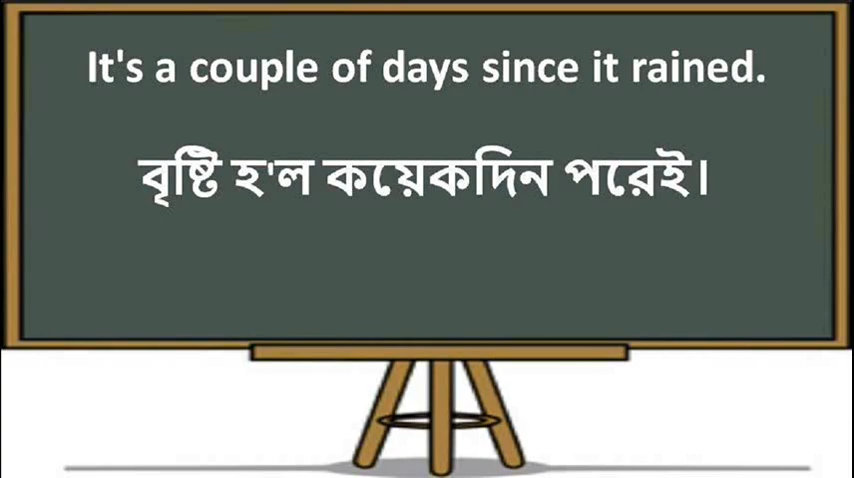 It's a couple of days since it rained.
বৃষ্টি হ'ল কয়েকদিন পরেই।